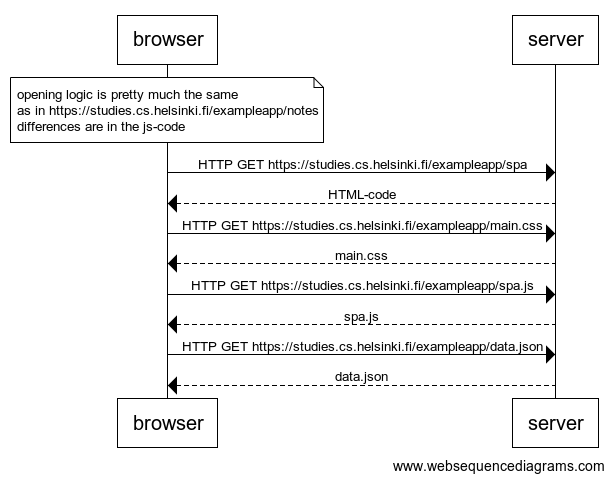 browser
server
opening logic is pretty much the same
as in https://studies.cs.helsinki.fi/exampleapp/notes
differences are in the js-code
HTTP GET https://studies.cs.helsinki.fi/exampleapp/spa
HTML-code
HTTP GET https://studies.cs.helsinki.fi/exampleapp/main.css
main.css
HTTP GET https://studies.cs.helsinki.fi/exampleapp/spa.js
spa.js
HTTP GET https://studies.cs.helsinki.fi/exampleapp/data.json
data.json
browser
server
www.websequencediagrams.com